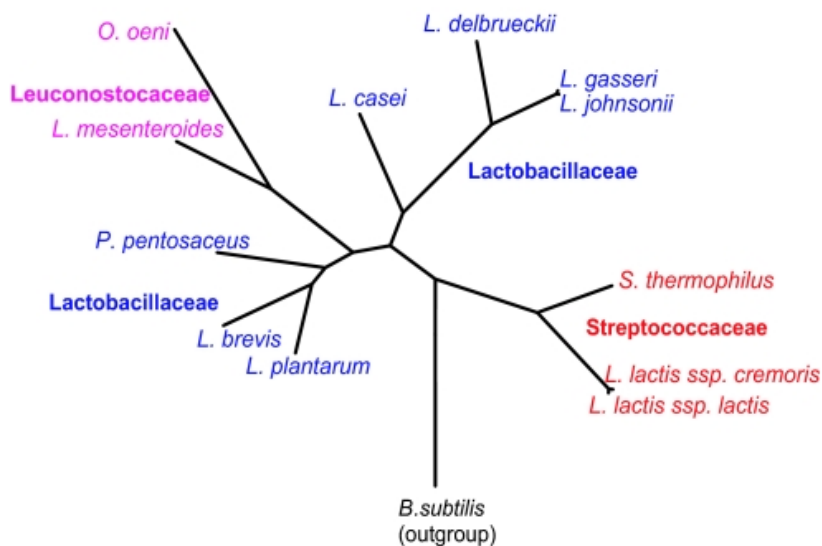 L. delbrueckii
O. oeni
L. gasseri
Leuconostocaceae
L. casei
L. johnsonii
L. mesenteroides
Lactobacillaceae
P. pentosaceus
S. thermophilus
Lactobacillaceae
Streptococcaceae
L. brevis
L. plantarum
L. lactis ssp. cremoris
L. lactis ssp. lactis
B.subtilis
(outgroup)